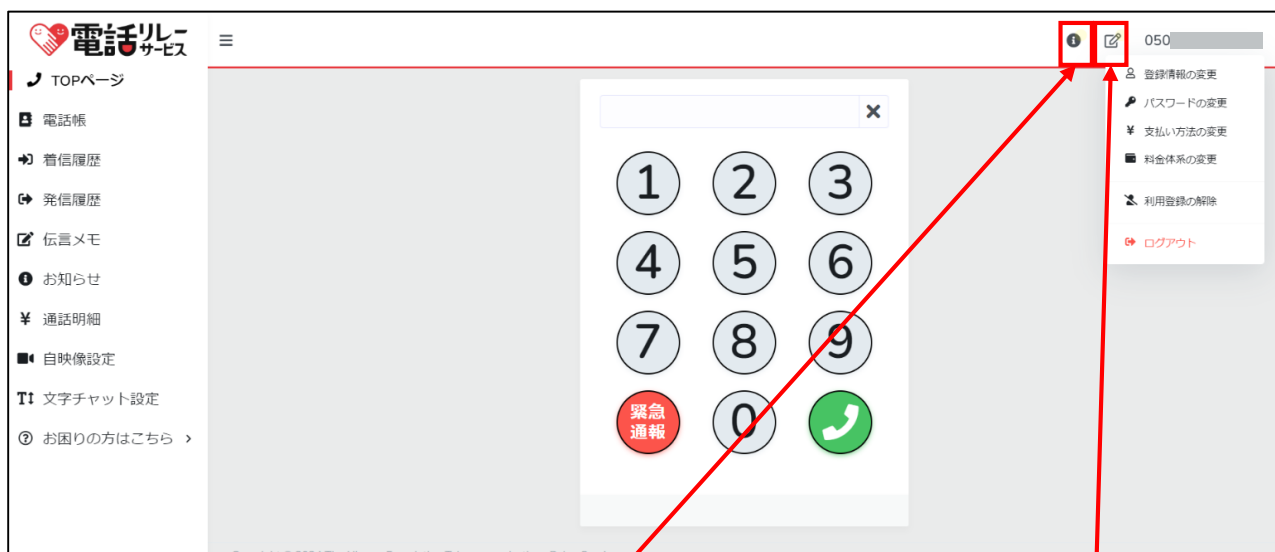 電話リレーサービス
050
TOPページ
電話帳
着信履歴
発信履歴
伝言メモ
お知らせ
¥ 通話明細
自映像設定
文字チャット設定
お困りの方はこちら
1 2 3
4 5 6
7 8 9
緊急通報 0
登録情報の変更
パスワードの変更
¥ 支払い方法の変更
料金体系の変更
利用登録の解除
ログアウト